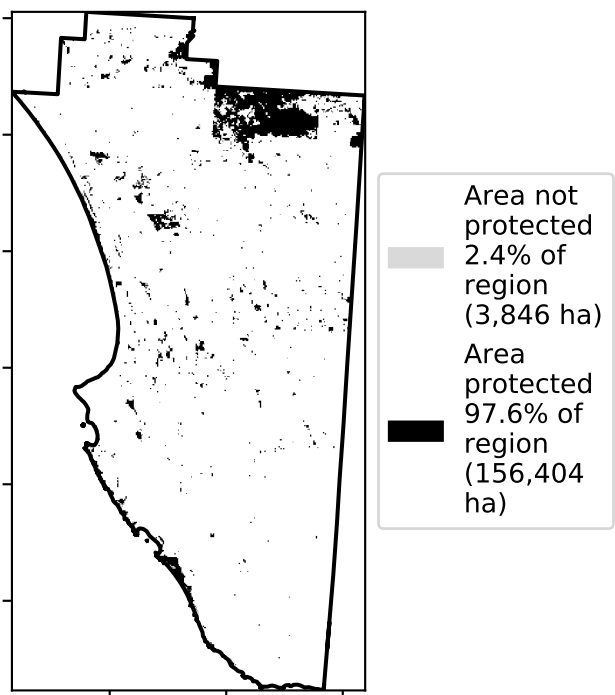 Area not
protected
2.4% of
region
(3,846 ha)
Area
protected
97.6% of
region
(156,404
ha)